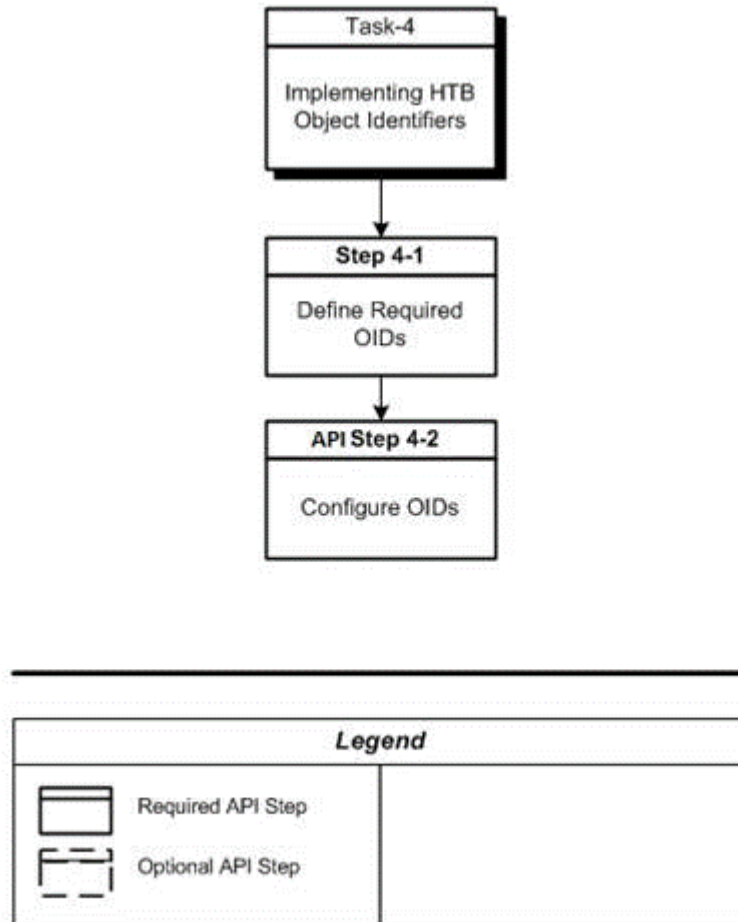 Task-4
Implementing HTB
Object Identifiers
Step 4-1
Define Required
OIDs
API Step 4-2
Configure OIDs
Legend
Required API Step
Optional API Step